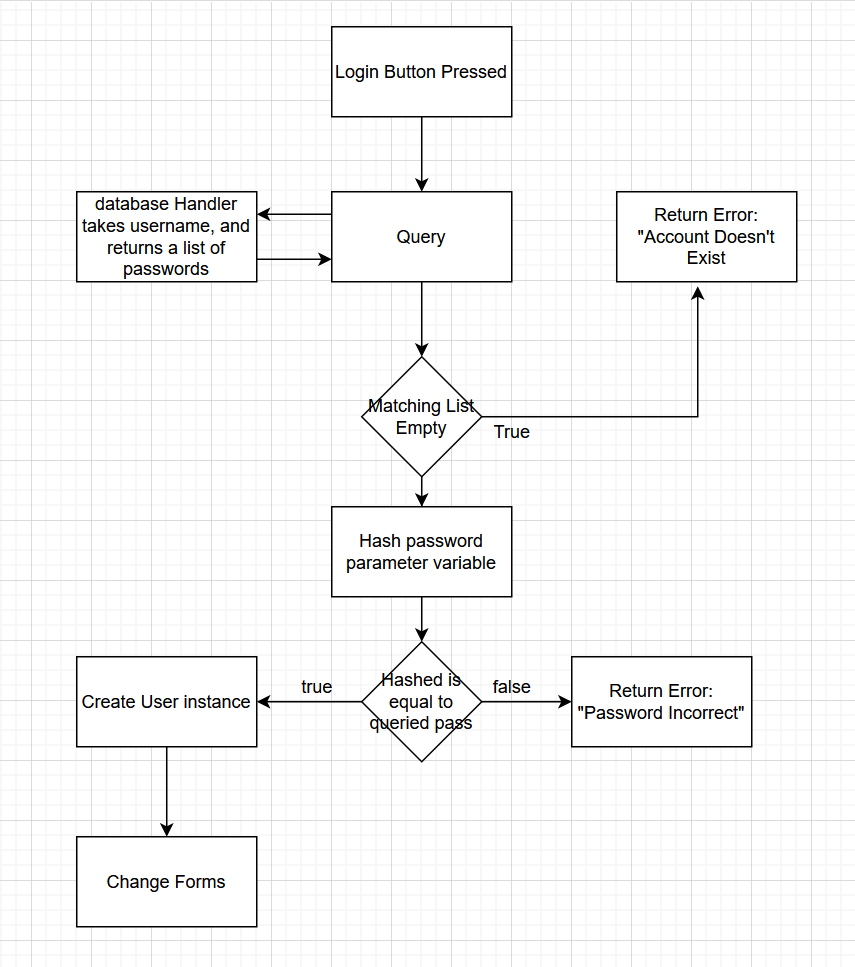 Login Button Pressed
database Handler
takes username, and
returns a list of
passwords
Query
Return Error:
"Account Doesn't
Exist
Matching List
Empty
True
Hash password
parameter variable
Create User instance
true
Hashed is
equal to
queried pass
false
Return Error:
"Password Incorrect"
Change Forms